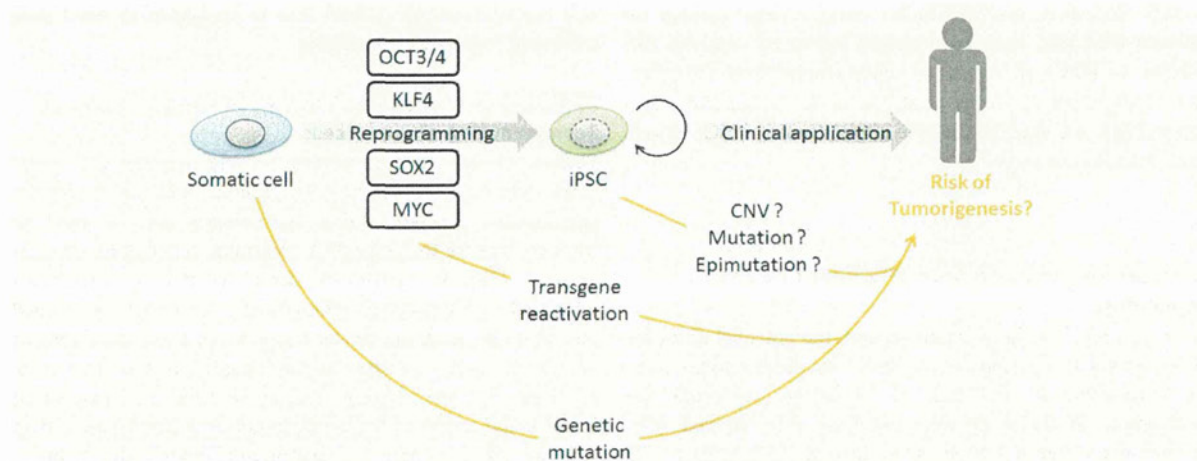 OCT3/4
KLF4
Reprogramming
SOX2
MYC
Somatic cell
iPSC
Clinical application
Risk of
Tumorigenesis?
CNV ?
Mutation ?
Epimutation ?
Transgene
reactivation
Genetic
mutation